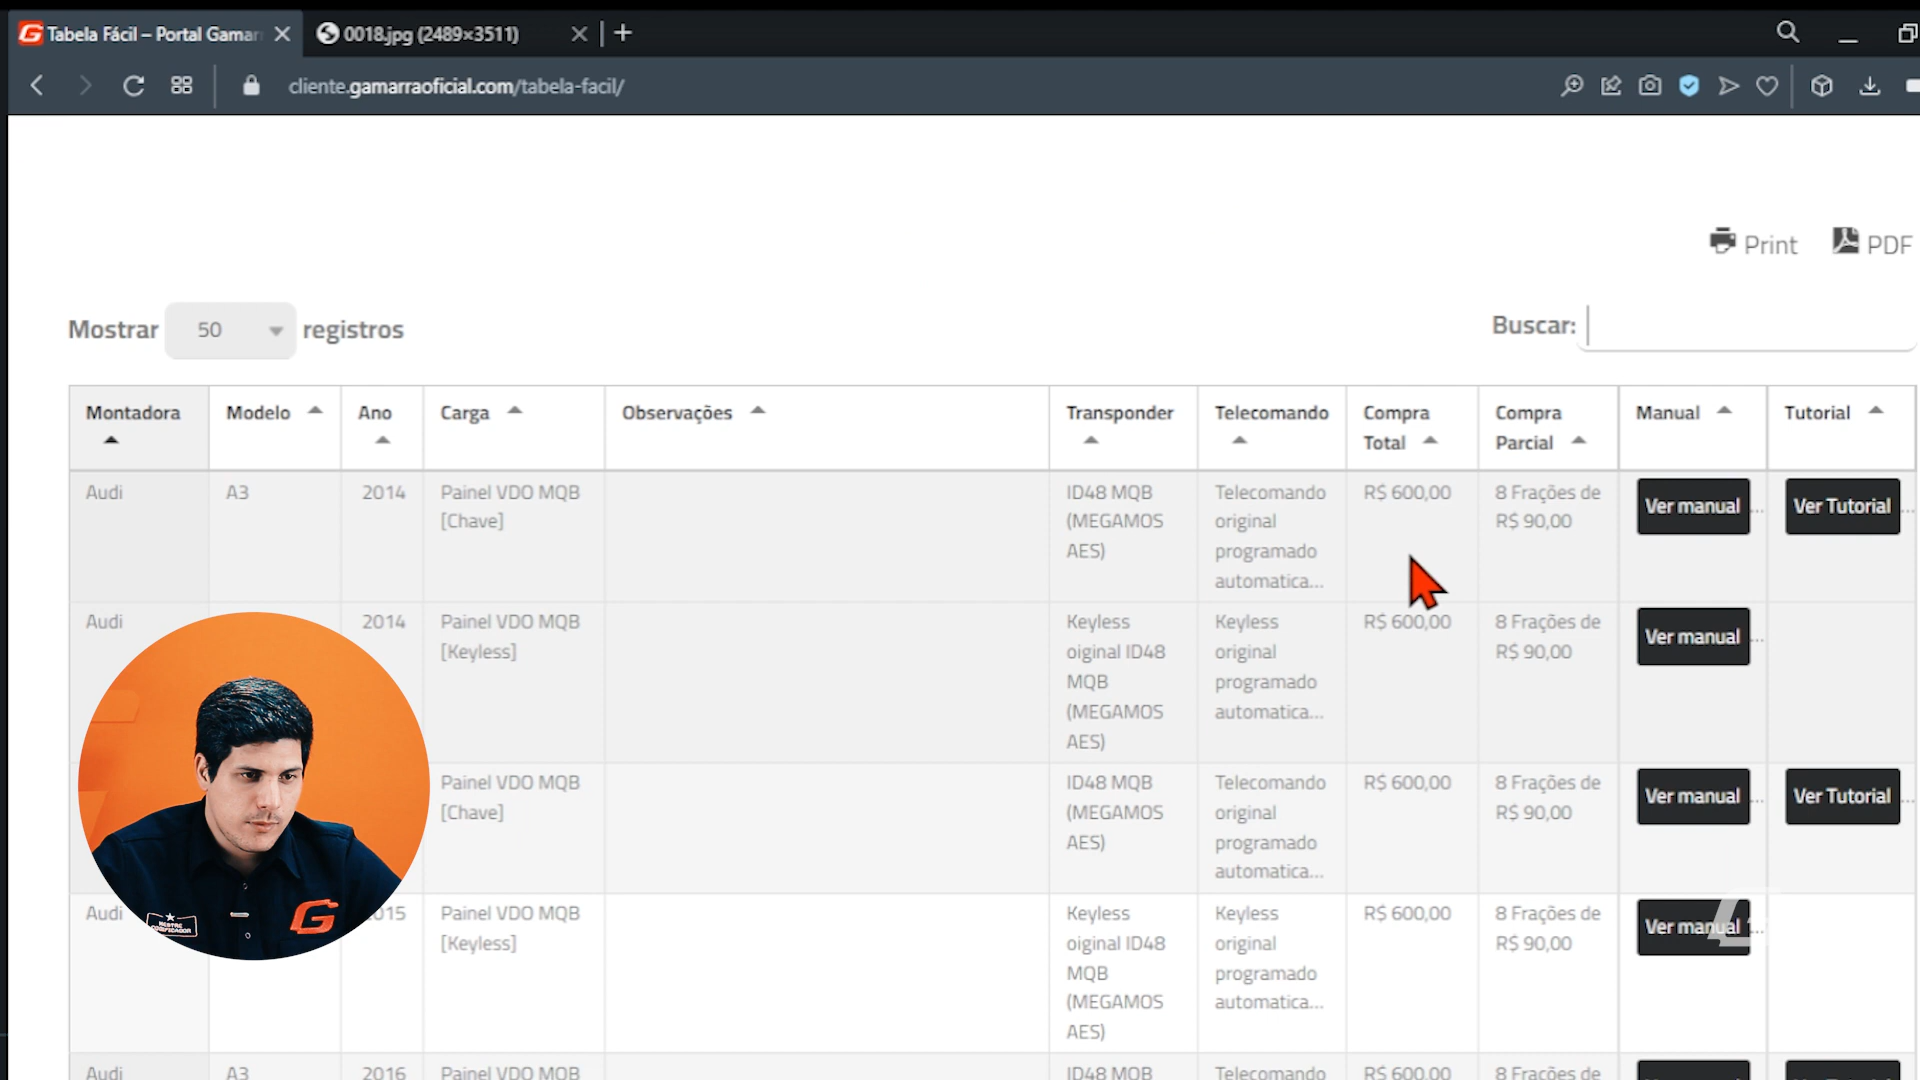 Tabela Fácil – Portal Gamar
0018.jpg (2489×3511)
cliente.gamarraoficial.com/tabela-facil/
Print PDF
Mostrar 50 registros
Buscar:
Montadora Modelo Ano Carga Observações Transponder Telecomando Compra Total Compra Parcial Manual Tutorial
Audi A3 2014 Painel VDO MQB [Chave] ID48 MQB (MEGAMOS AES) Telecomando original programado automatica... R$ 600,00 8 Frações de R$ 90,00 Ver manual ... Ver Tutorial ...
Audi 2014 Painel VDO MQB [Keyless] Keyless oiginal ID48 MQB (MEGAMOS AES) Keyless original programado automatica... R$ 600,00 8 Frações de R$ 90,00 Ver manual ...
Painel VDO MQB [Chave] ID48 MQB (MEGAMOS AES) Telecomando original programado automatica... R$ 600,00 8 Frações de R$ 90,00 Ver manual ... Ver Tutorial ...
Audi 015 Painel VDO MQB [Keyless] Keyless oiginal ID48 MQB (MEGAMOS AES) Keyless original programado automatica... R$ 600,00 8 Frações de R$ 90,00 Ver manual ...
Audi A3 2016 Painel VDO MQB ID48 MQB Telecomando R$ 600,00 8 Frações de